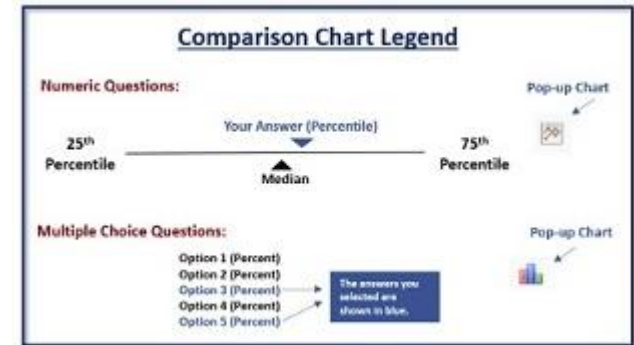 Comparison Chart Legend
Numeric Questions:
Pop-up Chart
Your Answer (Percentile)
25th
Percentile
75th
Percentile
Median
Multiple Choice Questions:
Pop-up Chart
Option 1 (Percent)
Option 2 (Percent)
Option 3 (Percent)
Option 4 (Percent)
Option 5 (Percent)
The answers you
selected are
shown in blue.